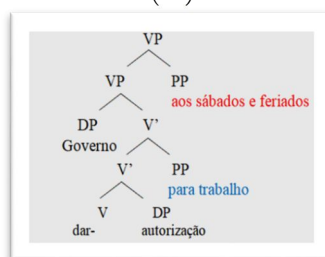 VP
VP PP
aos sábados e feriados
DP V’
Governo
V’ PP
para trabalho
V DP
dar- autorização